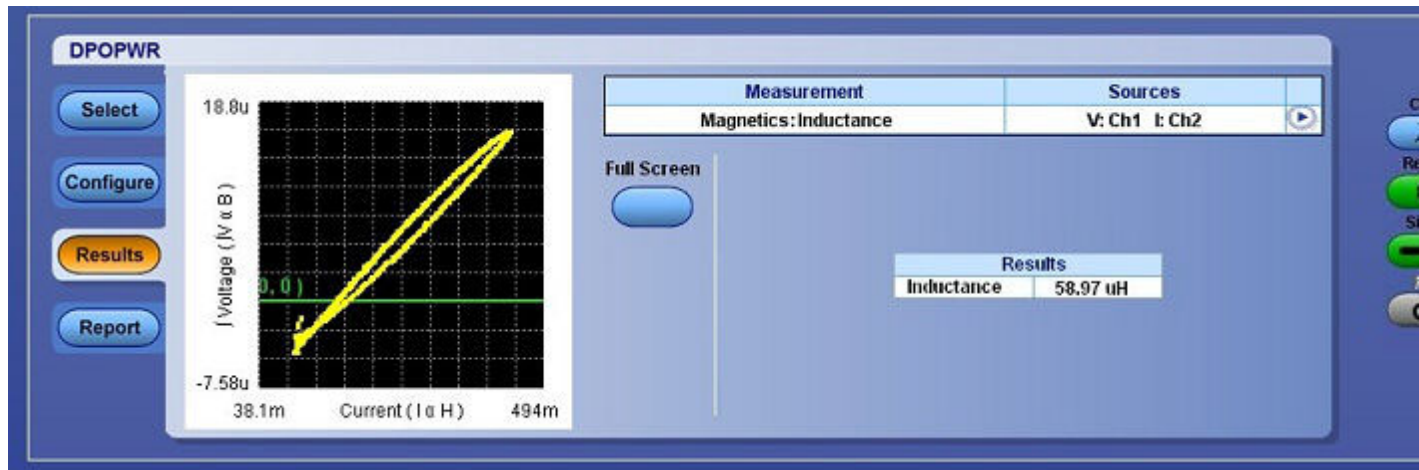 DPOPWR
Select
Configure
Results
Report
18.8u
∫ Voltage ( ∫V α B )
0, 0 )
-7.58u
38.1m Current ( I α H ) 494m
Measurement Sources
Magnetics: Inductance V: Ch1 I: Ch2
Full Screen
Results
Inductance 58.97 uH